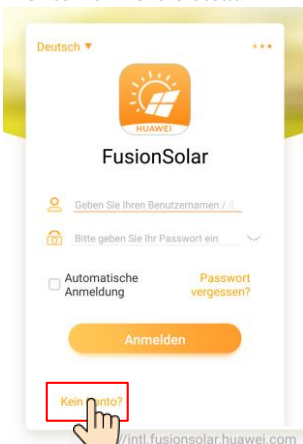 Deutsch ▼
HUAWEI
FusionSolar
Geben Sie Ihren Benutzernamen /
Bitte geben Sie Ihr Passwort ein
Automatische Anmeldung
Passwort vergessen?
Anmelden
Kein Konto?
//intl.fusionsolar.huawei.com